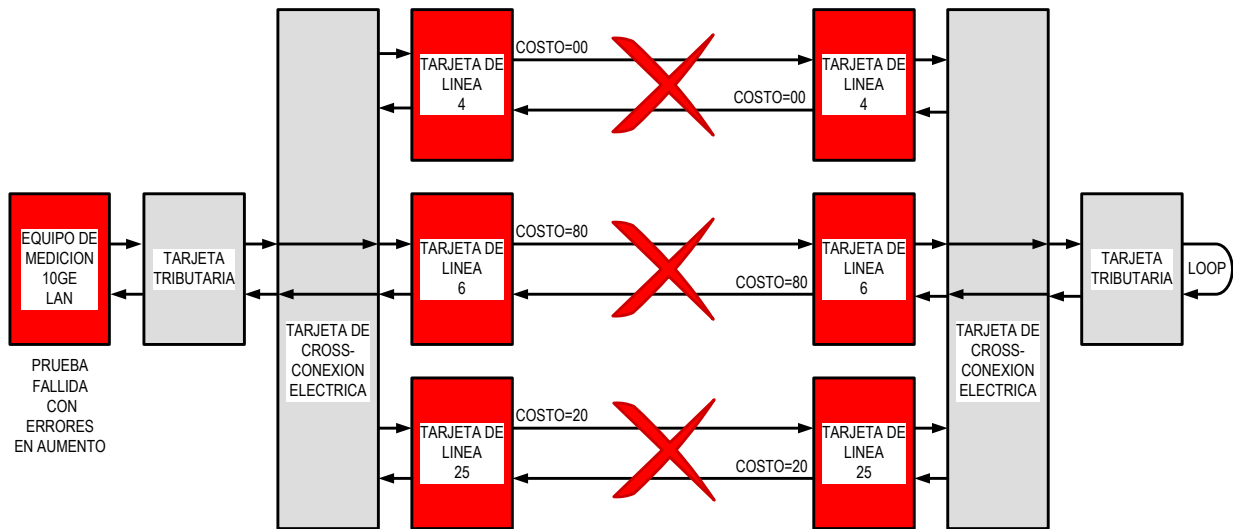 TARJETA DE
LINEA
4
COSTO=00
COSTO=00
TARJETA DE
LINEA
4
EQUIPO DE
MEDICION
10GE
LAN
TARJETA
TRIBUTARIA
TARJETA DE
CROSS-
CONEXION
ELECTRICA
TARJETA DE
LINEA
6
COSTO=80
COSTO=80
TARJETA DE
LINEA
6
TARJETA DE
CROSS-
CONEXION
ELECTRICA
TARJETA
TRIBUTARIA
LOOP
PRUEBA
FALLIDA
CON
ERRORES
EN AUMENTO
TARJETA DE
LINEA
25
COSTO=20
COSTO=20
TARJETA DE
LINEA
25